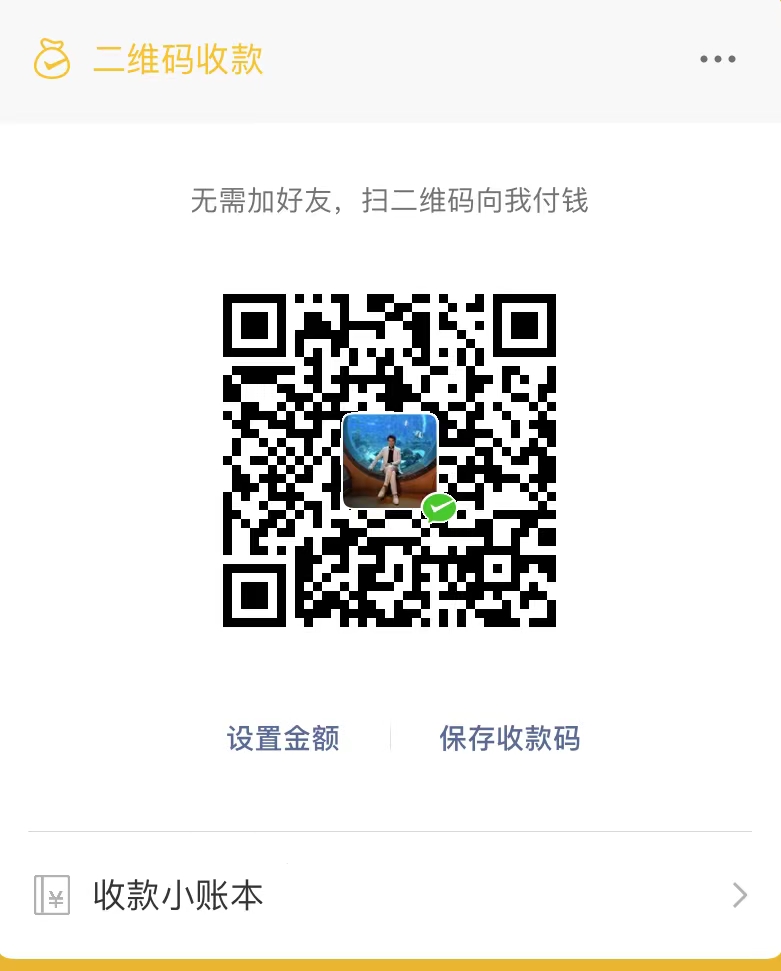 二维码收款
无需加好友，扫二维码向我付钱
设置金额
保存收款码
收款小账本